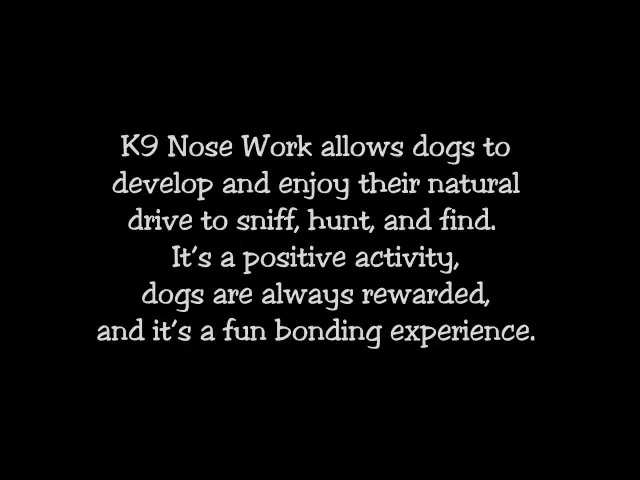 K9 Nose Work allows dogs to
develop and enjoy their natural
drive to sniff, hunt, and find.
It's a positive activity,
dogs are always rewarded,
and it's a fun bonding experience.